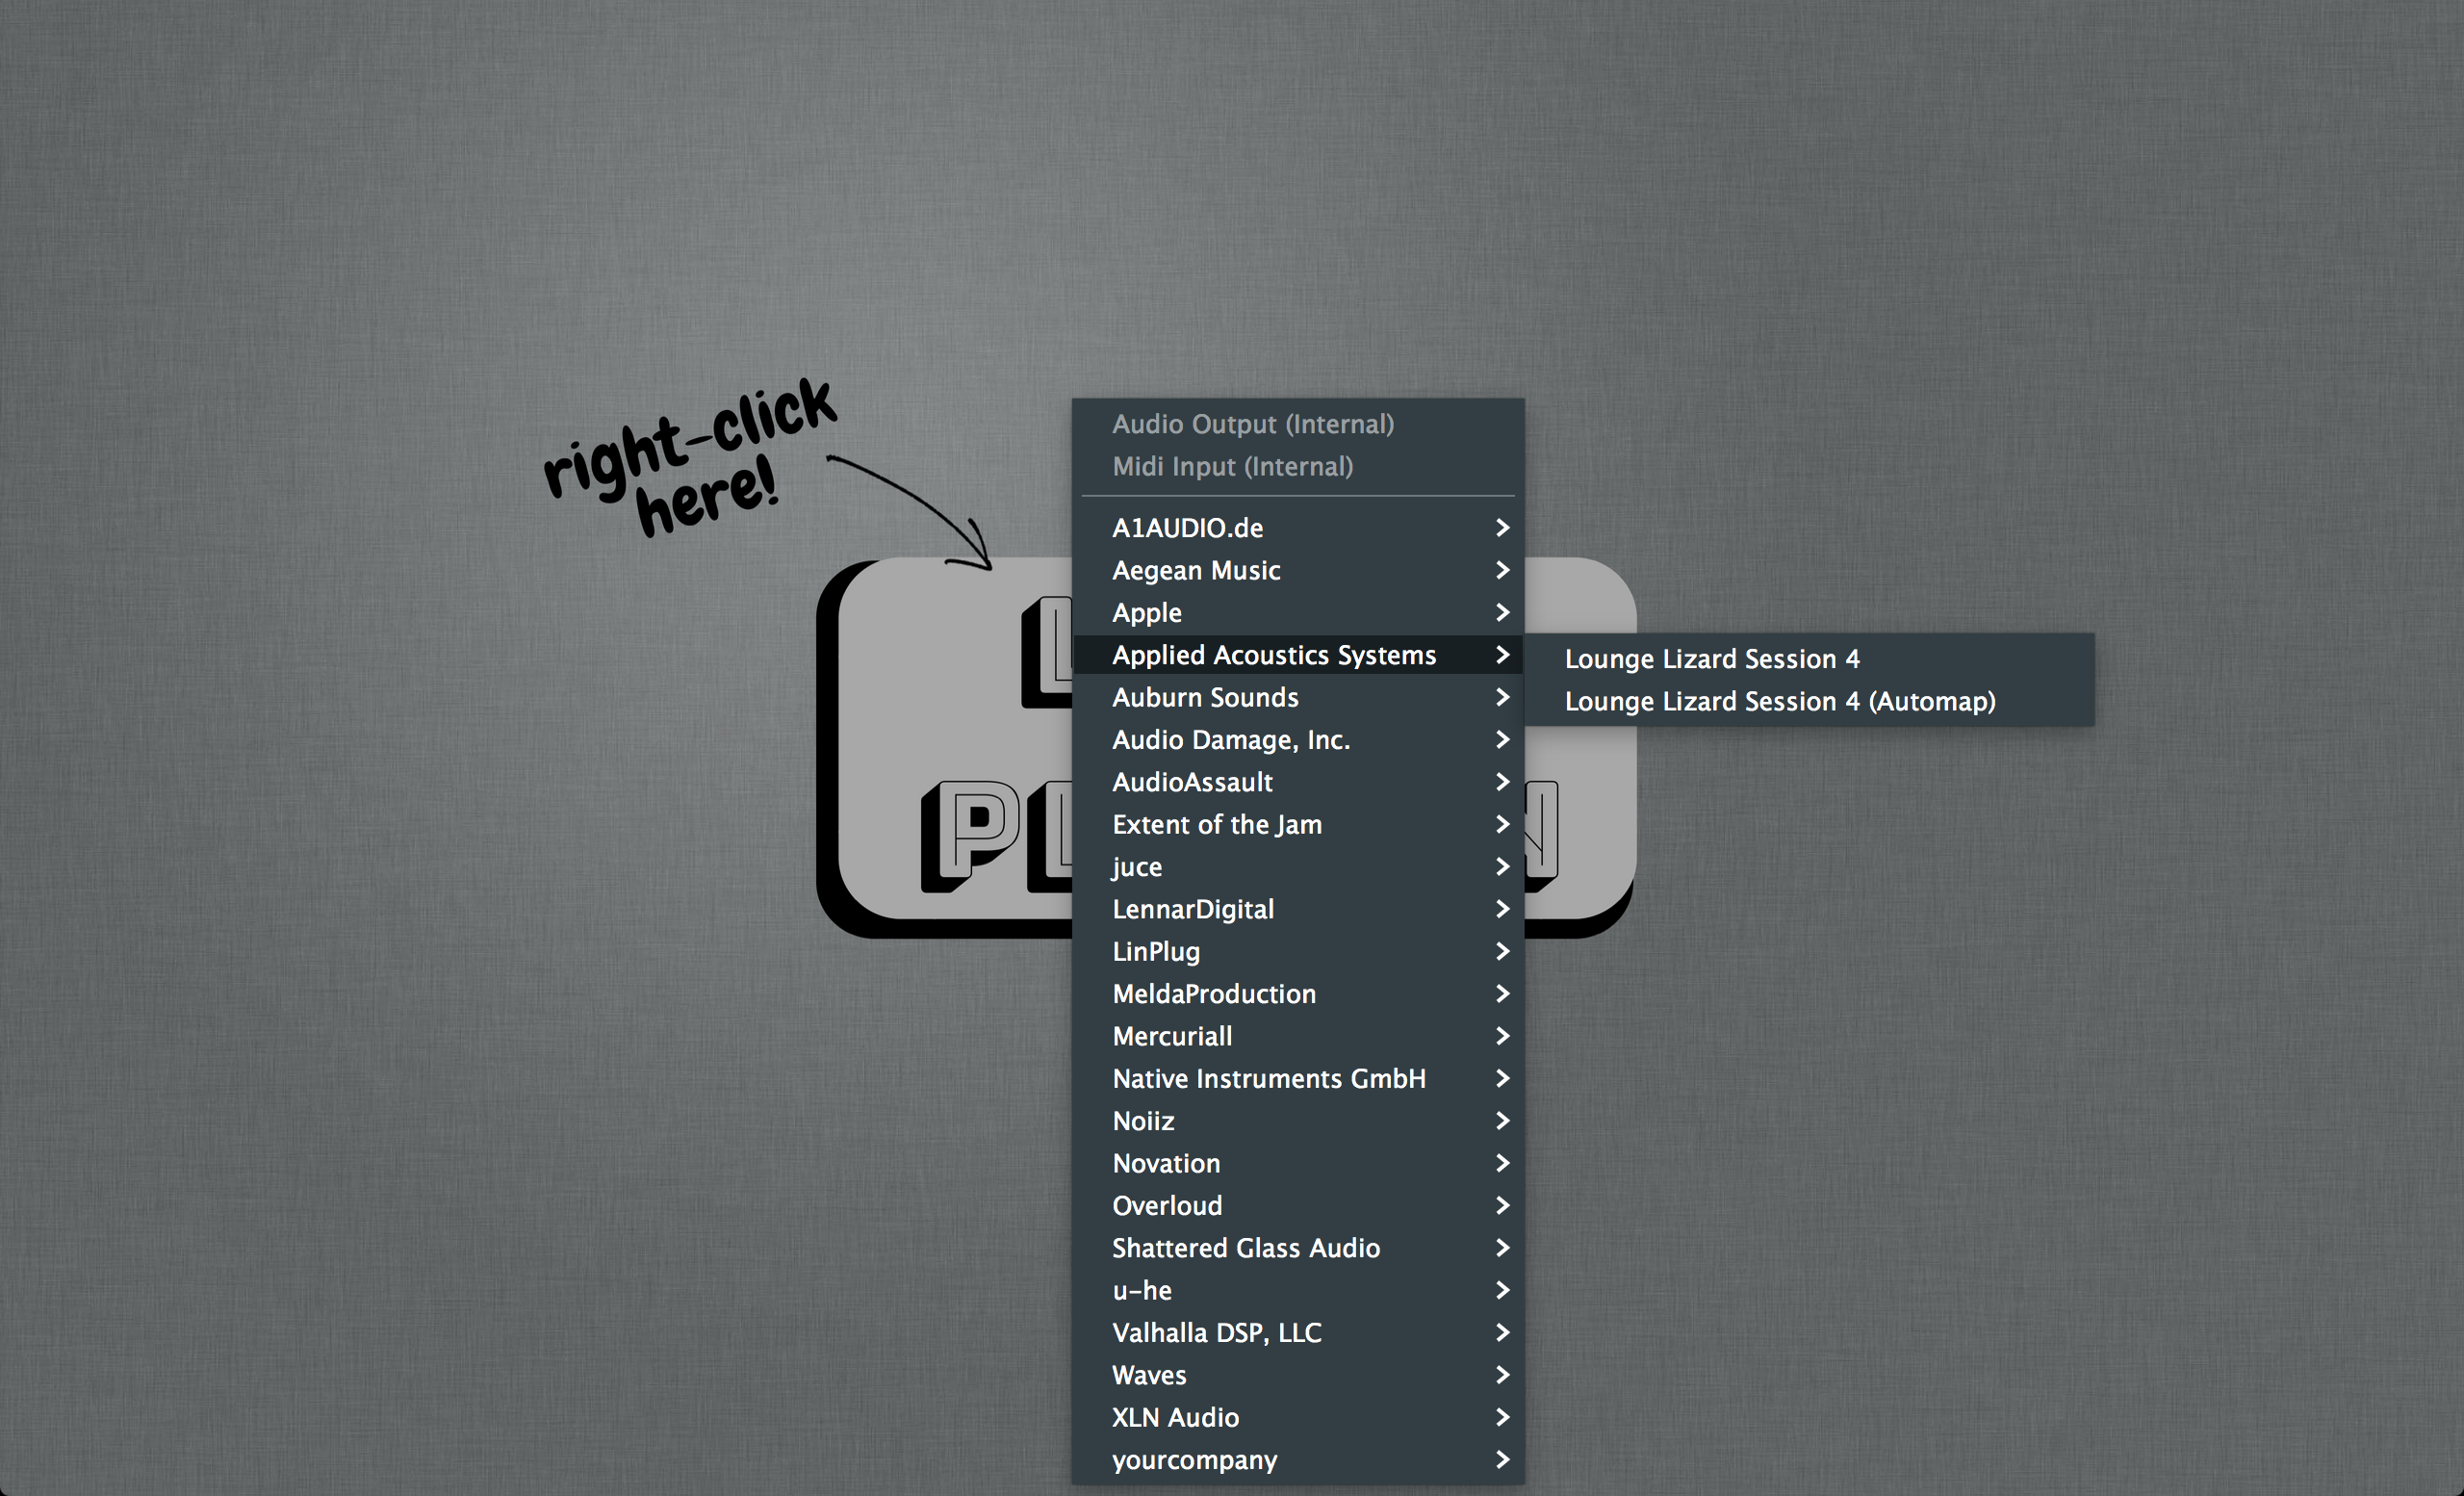 right-click
here!
Audio Output (Internal)
Midi Input (Internal)
A1AUDIO.de
Aegean Music
Apple
Applied Acoustics Systems
Auburn Sounds
Audio Damage, Inc.
AudioAssault
Extent of the Jam
juce
LennarDigital
LinPlug
MeldaProduction
Mercuriall
Native Instruments GmbH
Noiiz
Novation
Overloud
Shattered Glass Audio
u-he
Valhalla DSP, LLC
Waves
XLN Audio
yourcompany
Lounge Lizard Session 4
Lounge Lizard Session 4 (Automap)